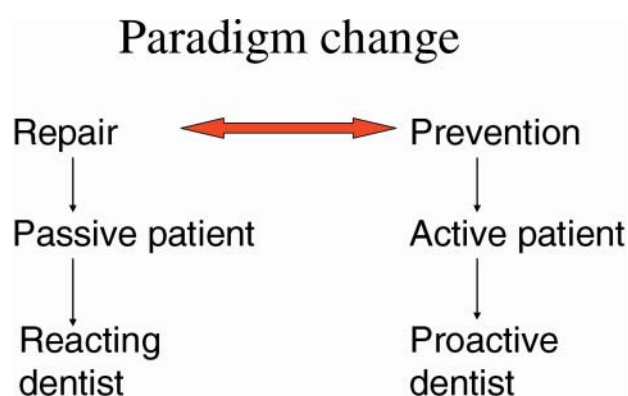 Paradigm change
Repair
Prevention
Passive patient
Active patient
Reacting
dentist
Proactive
dentist